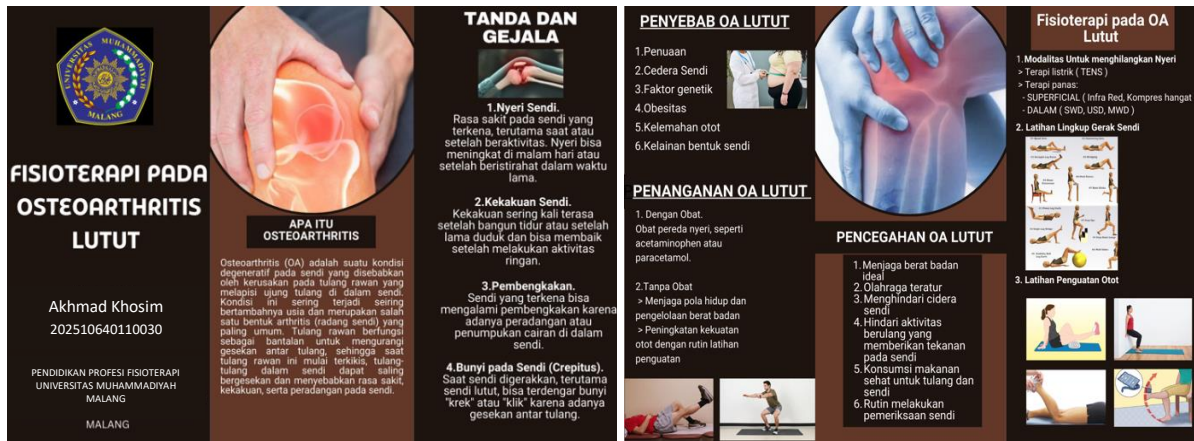 UNIVERSITAS MUHAMMADIYAH
MALANG
FISIOTERAPI PADA
OSTEOARTHRITIS
LUTUT
Akhmad Khosim
202510640110030
PENDIDIKAN PROFESI FISIOTERAPI
UNIVERSITAS MUHAMMADIYAH
MALANG
MALANG
APA ITU
OSTEOARTHRITIS
Osteoarthritis (OA) adalah suatu kondisi
degeneratif pada sendi yang disebabkan
oleh kerusakan pada tulang rawan yang
melapisi ujung tulang di dalam sendi.
Kondisi ini sering terjadi seiring
bertambahnya usia dan merupakan salah
satu bentuk arthritis (radang sendi) yang
paling umum. Tulang rawan berfungsi
sebagai bantalan untuk mengurangi
gesekan antar tulang, sehingga saat
tulang rawan ini mulai terkikis, tulang-
tulang dalam sendi dapat saling
bergesekan dan menyebabkan rasa sakit,
kekakuan, serta peradangan pada sendi.
TANDA DAN
GEJALA
1.Nyeri Sendi.
Rasa sakit pada sendi yang
terkena, terutama saat atau
setelah beraktivitas. Nyeri bisa
meningkat di malam hari atau
setelah beristirahat dalam waktu
lama.
2.Kekakuan Sendi.
Kekakuan sering kali terasa
setelah bangun tidur atau setelah
lama duduk dan bisa membaik
setelah melakukan aktivitas
ringan.
3.Pembengkakan.
Sendi yang terkena bisa
mengalami pembengkakan karena
adanya peradangan atau
penumpukan cairan di dalam
sendi.
4.Bunyi pada Sendi (Crepitus).
Saat sendi digerakkan, terutama
sendi lutut, bisa terdengar bunyi
"krek" atau "klik" karena adanya
gesekan antar tulang.
PENYEBAB OA LUTUT
1.Penuaan
2.Cedera Sendi
3.Faktor genetik
4.Obesitas
5.Kelemahan otot
6.Kelainan bentuk sendi
PENANGANAN OA LUTUT
1. Dengan Obat.
Obat pereda nyeri, seperti
acetaminophen atau
paracetamol.
2.Tanpa Obat
> Menjaga pola hidup dan
pengelolaan berat badan
> Peningkatan kekuatan
otot dengan rutin latihan
penguatan
PENCEGAHAN OA LUTUT
1. Menjaga berat badan
ideal
2. Olahraga teratur
3. Menghindari cidera
sendi
4. Hindari aktivitas
berulang yang
memberikan tekanan
pada sendi
5. Konsumsi makanan
sehat untuk tulang dan
sendi
6. Rutin melakukan
pemeriksaan sendi
Fisioterapi pada OA
Lutut
1. Modalitas Untuk menghilangkan Nyeri
> Terapi listrik ( TENS )
> Terapi panas:
- SUPERFICIAL ( Infra Red, Kompres hangat
- DALAM ( SWD, USD, MWD )
2. Latihan Lingkup Gerak Sendi
3. Latihan Penguatan Otot